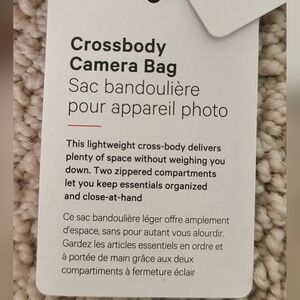 Crossbody
Camera Bag
Sac bandoulière
pour appareil photo
This lightweight cross-body delivers
plenty of space without weighing you
down. Two zippered compartments
let you keep essentials organized
and close-at-hand
Ce sac bandoulière léger offre amplement
d'espace, sans pour autant vous alourdir.
Gardez les articles essentiels en ordre et
à portée de main grâce aux deux
compartiments à fermeture éclair